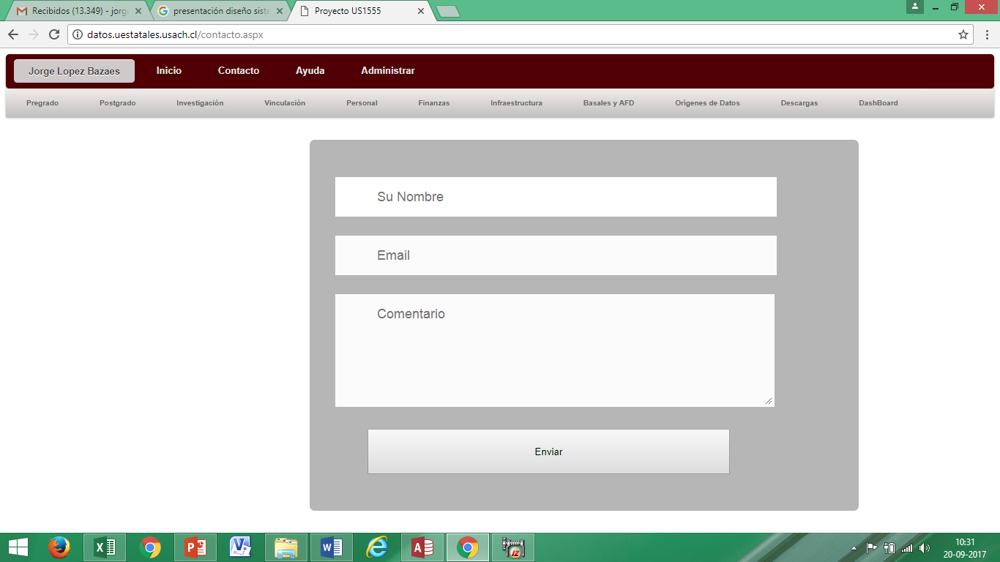 Recibidos (13.349) - jorge
presentación diseño siste
Proyecto US1555
datos.uestatales.usach.cl/contacto.aspx
Jorge Lopez Bazaes Inicio Contacto Ayuda Administrar
Pregrado Postgrado Investigación Vinculación Personal Finanzas Infraestructura Basales y AFD Orígenes de Datos Descargas DashBoard
Su Nombre
Email
Comentario
Enviar
10:31
20-09-2017